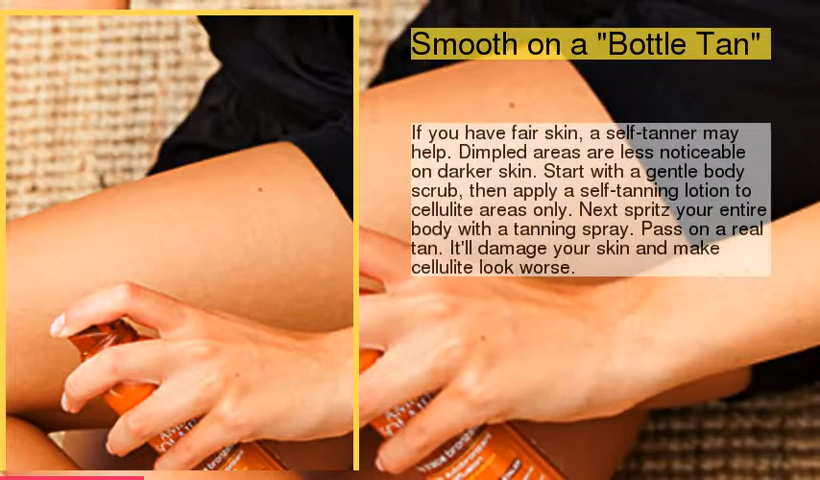 Smooth on a "Bottle Tan"
If you have fair skin, a self-tanner may
help. Dimpled areas are less noticeable
on darker skin. Start with a gentle body
scrub, then apply a self-tanning lotion to
cellulite areas only. Next spritz your entire
body with a tanning spray. Pass on a real
tan. It'll damage your skin and make
cellulite look worse.